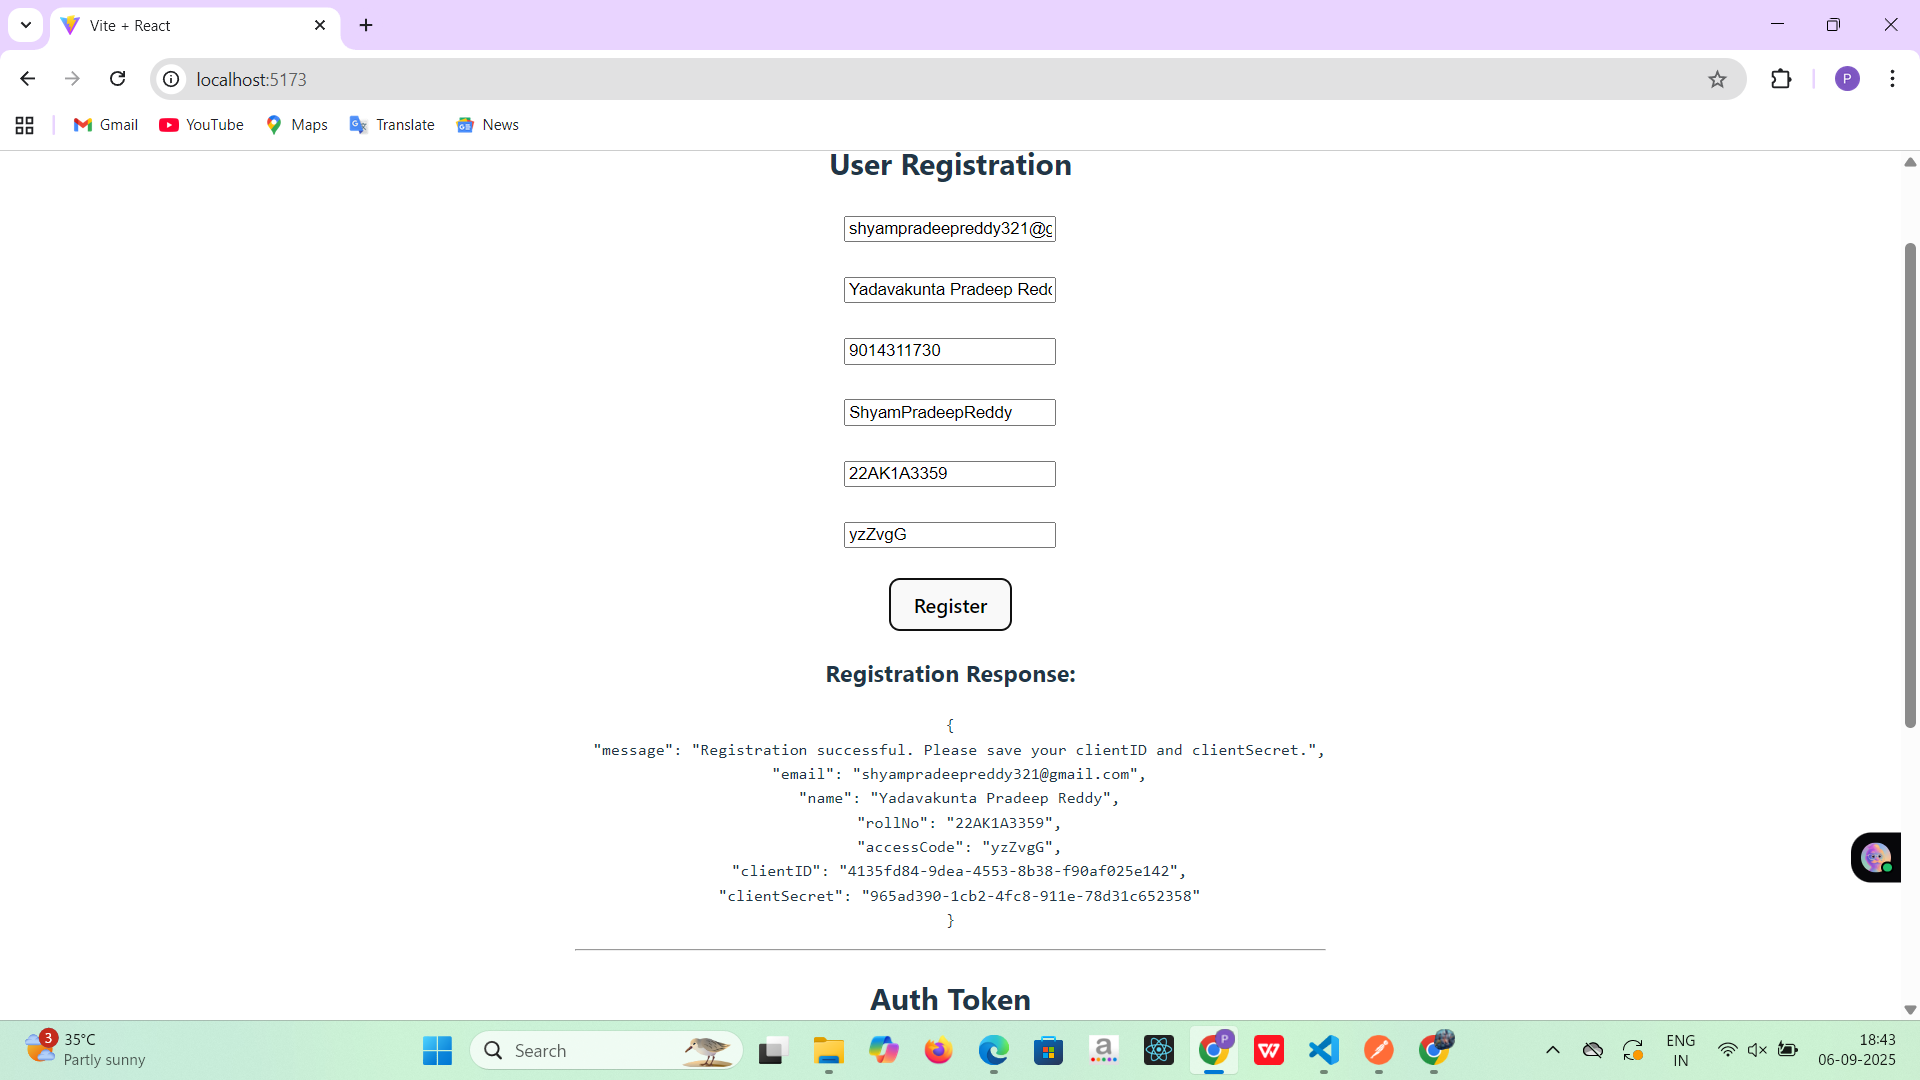 Vite + React
localhost:5173
P
Gmail
YouTube
Maps
Translate
News
User Registration
shyampradeepreddy321@g
Yadavakunta Pradeep Redd
9014311730
ShyamPradeepReddy
22AK1A3359
yzZvgG
Register
Registration Response:
{
"message": "Registration successful. Please save your clientID and clientSecret.",
"email": "shyampradeepreddy321@gmail.com",
"name": "Yadavakunta Pradeep Reddy",
"rollNo": "22AK1A3359",
"accessCode": "yzZvgG",
"clientID": "4135fd84-9dea-4553-8b38-f90af025e142",
"clientSecret": "965ad390-1cb2-4fc8-911e-78d31c652358"
}
Auth Token
3
35°C
Partly sunny
Search
a
P
W
ENG
IN
18:43
06-09-2025